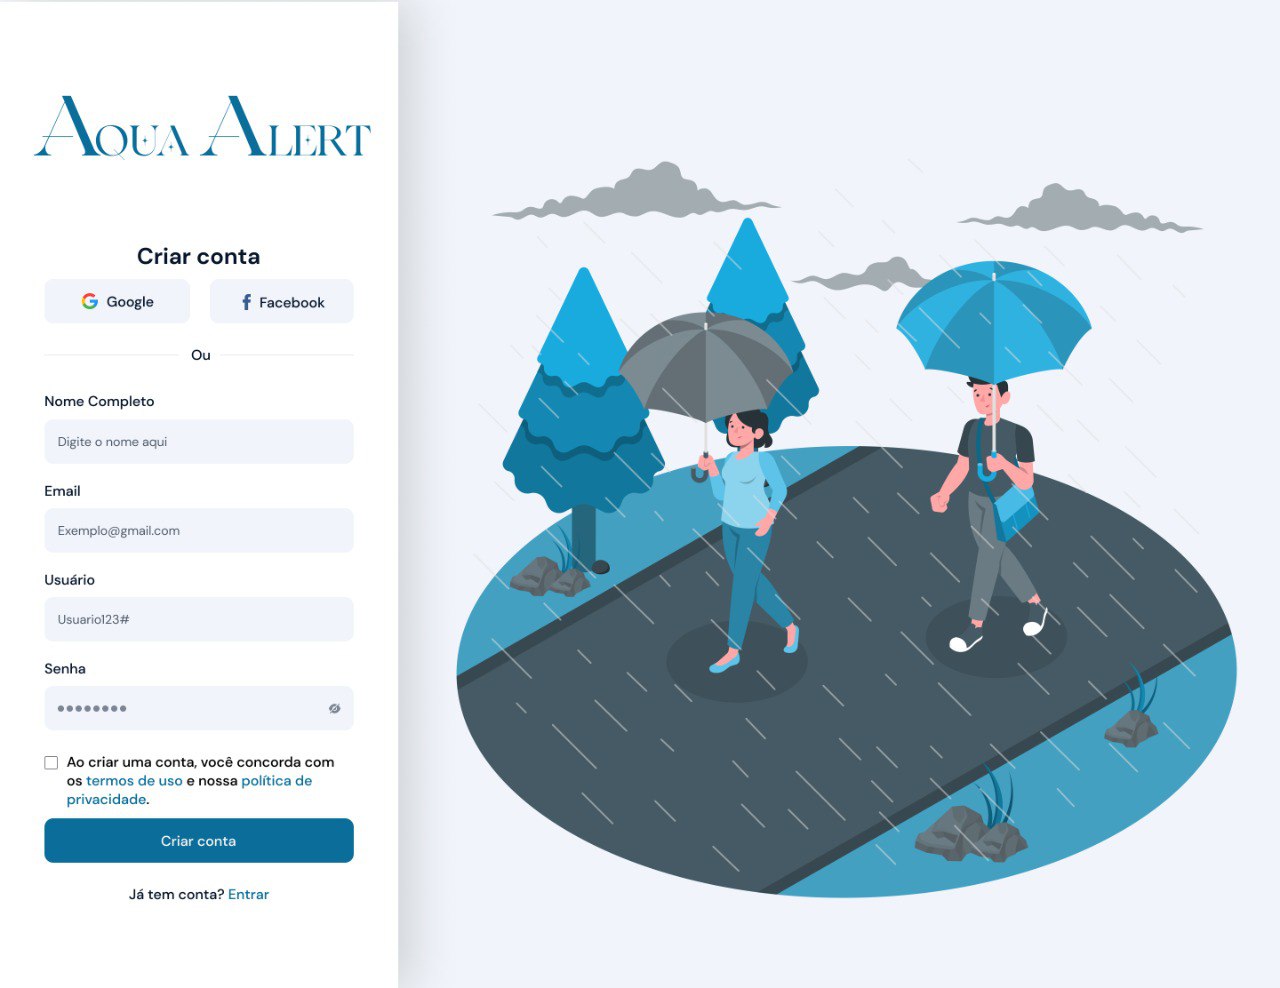 AQUA ALERT
Criar conta
Google
Facebook
Ou
Nome Completo
Digite o nome aqui
Email
Exemplo@gmail.com
Usuário
Usuario123#
Senha
Ao criar uma conta, você concorda com
os termos de uso e nossa política de
privacidade.
Criar conta
Já tem conta? Entrar